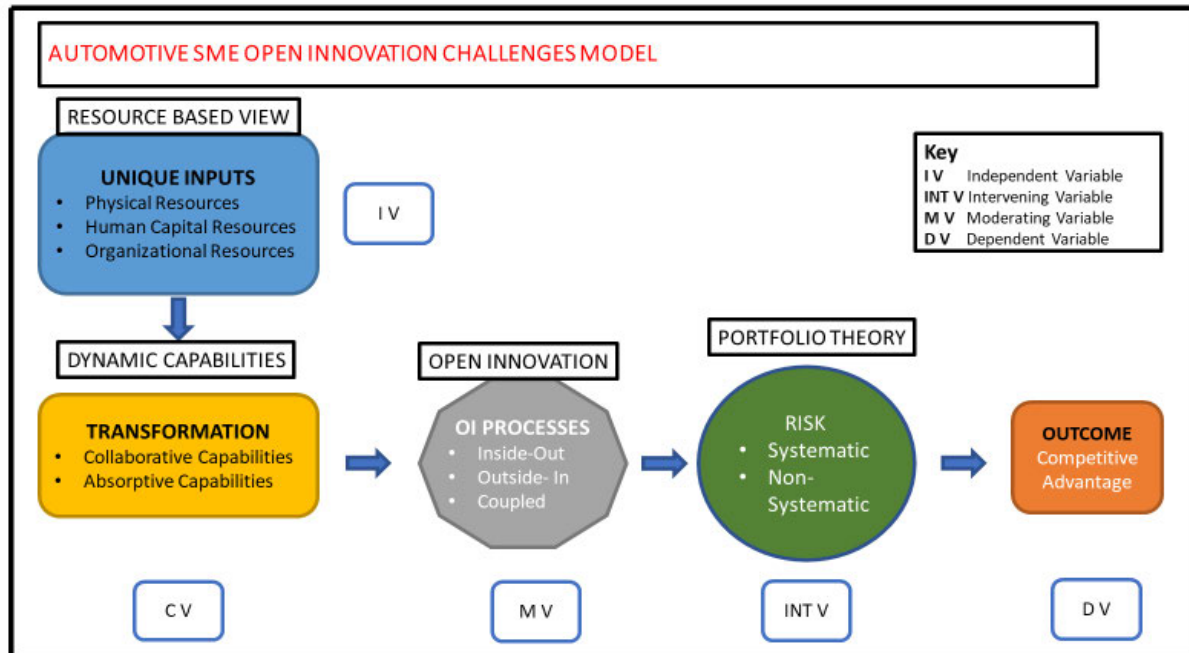 AUTOMOTIVE SME OPEN INNOVATION CHALLENGES MODEL
RESOURCE BASED VIEW
UNIQUE INPUTS
• Physical Resources
• Human Capital Resources
• Organizational Resources
I V
Key
I V Independent Variable
INT V Intervening Variable
M V Moderating Variable
D V Dependent Variable
DYNAMIC CAPABILITIES
TRANSFORMATION
• Collaborative Capabilities
• Absorptive Capabilities
C V
OPEN INNOVATION
OI PROCESSES
• Inside-Out
• Outside- In
• Coupled
M V
PORTFOLIO THEORY
RISK
• Systematic
• Non-
Systematic
INT V
OUTCOME
Competitive
Advantage
D V